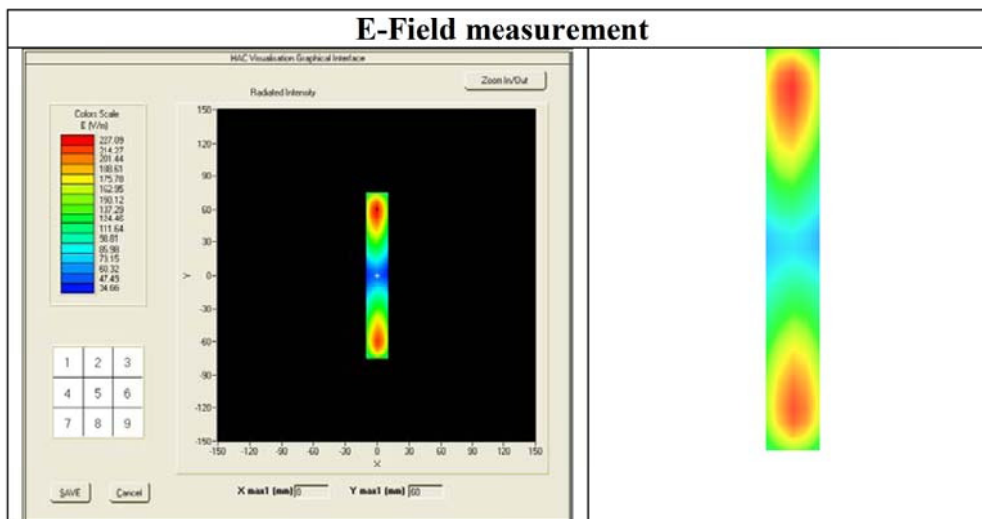 E-Field measurement
HAC Visualisation Graphical Interface
Zoom In/Out
Radiated Intensity
Colors Scale
E (V/m)
227.09
214.27
201.44
188.61
175.78
162.95
150.12
137.29
124.46
111.64
98.81
85.98
73.15
60.32
47.49
34.66
150
120
90
60
30
0
-30
-60
-90
-120
-150
Y
-150 -120 -90 -60 -30 0 30 60 90 120 150
X
1 2 3
4 5 6
7 8 9
SAVE
Cancel
X max1 (mm) 0
Y max1 (mm) 60